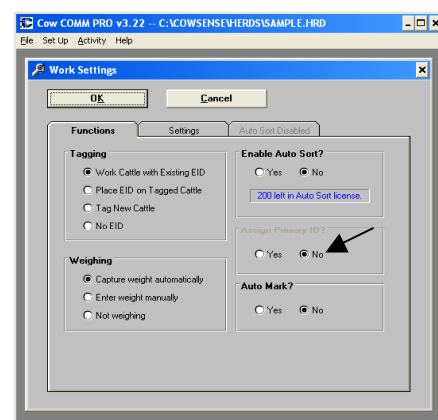 Cow COMM PRO v3.22 -- C:\COWSENSE\HERDS\SAMPLE.HRD
File Set Up Activity Help
Work Settings
OK Cancel
Functions Settings Auto Sort Disabled
Tagging
Work Cattle with Existing EID
Place EID on Tagged Cattle
Tag New Cattle
No EID
Weighing
Capture weight automatically
Enter weight manually
Not weighing
Enable Auto Sort?
Yes No
200 left in Auto Sort license.
Assign Primary ID?
Yes No
Auto Mark?
Yes No